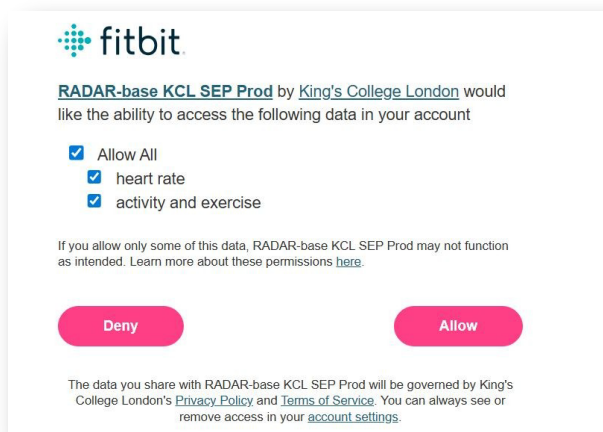 fitbit
RADAR-base KCL SEP Prod by King's College London would
like the ability to access the following data in your account
Allow All
heart rate
activity and exercise
If you allow only some of this data, RADAR-base KCL SEP Prod may not function
as intended. Learn more about these permissions here.
Deny
Allow
The data you share with RADAR-base KCL SEP Prod will be governed by King's
College London's Privacy Policy and Terms of Service. You can always see or
remove access in your account settings.